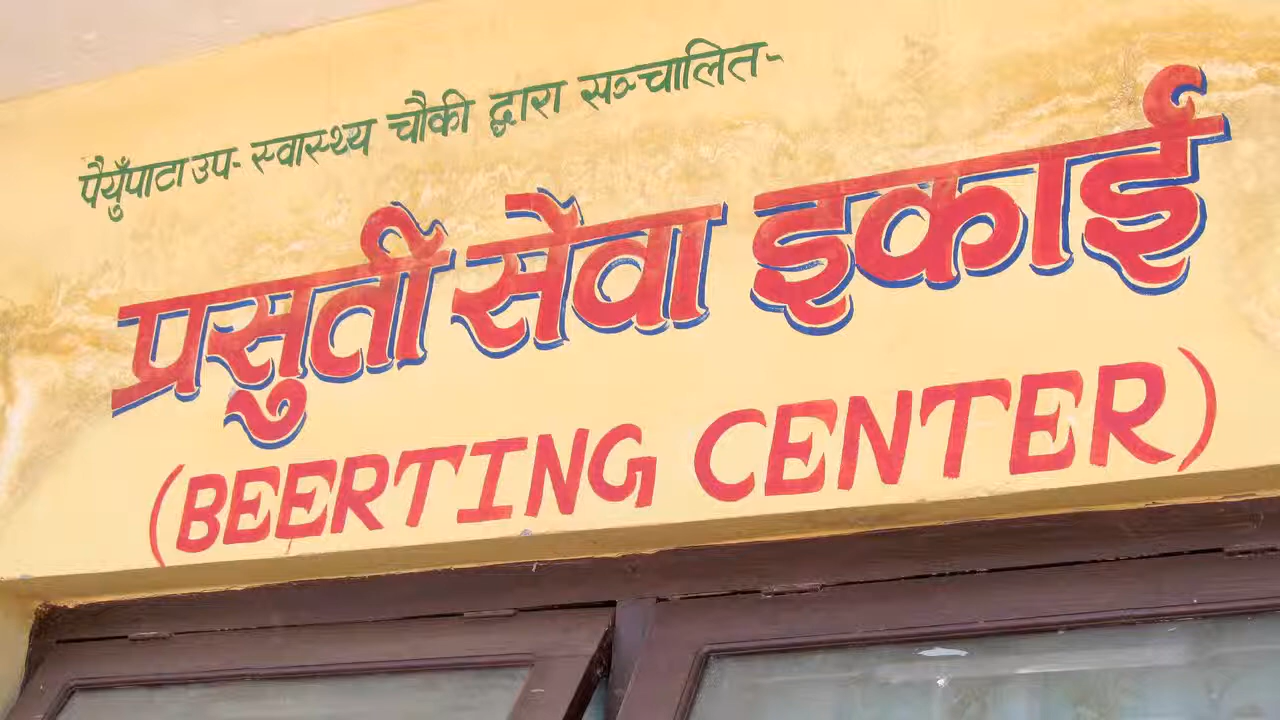 पैयुँपाटा उप- स्वास्थ्य चौकी द्वारा सञ्चालित-
प्रसुती सेवा इकाई
(BEERTING CENTER)